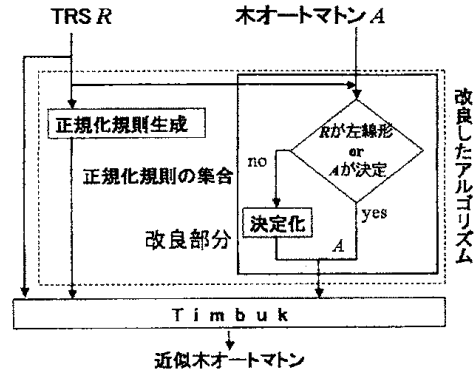 TRS R
木オートマトン A
正規化規則生成
Rが左線形
or
Aが決定
no
yes
正規化規則の集合
決定化
改良部分
A
改良したアルゴリズム
Timbuk
近似木オートマトン